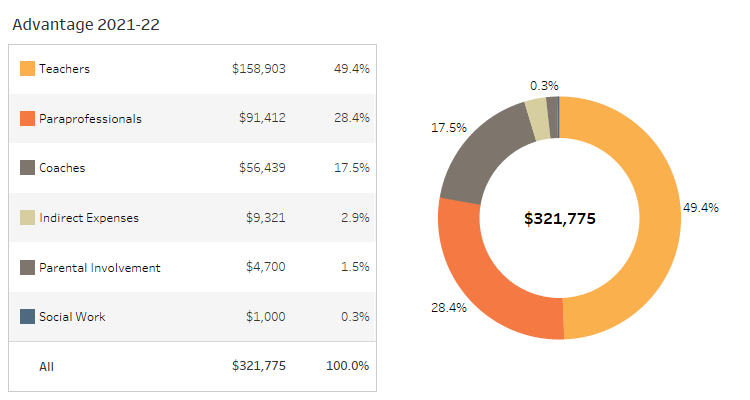 Advantage 2021-22
Teachers $158,903 49.4%
Paraprofessionals $91,412 28.4%
Coaches $56,439 17.5%
Indirect Expenses $9,321 2.9%
Parental Involvement $4,700 1.5%
Social Work $1,000 0.3%
All $321,775 100.0%
0.3%
17.5%
49.4%
$321,775
28.4%